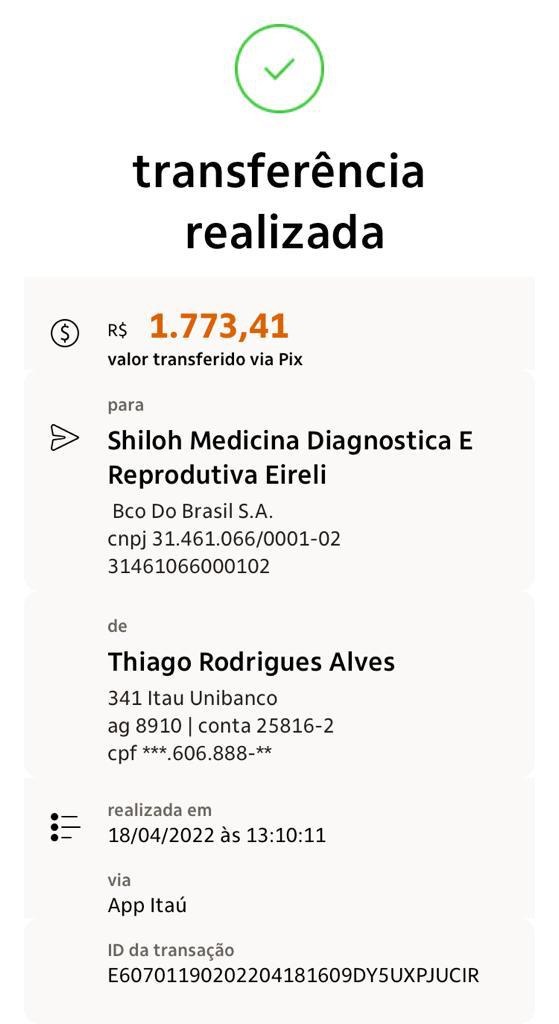 transferência
realizada
R$ 1.773,41
valor transferido via Pix
para
Shiloh Medicina Diagnostica E
Reprodutiva Eireli
Bco Do Brasil S.A.
cnpj 31.461.066/0001-02
31461066000102
de
Thiago Rodrigues Alves
341 Itau Unibanco
ag 8910 | conta 25816-2
cpf ***.606.888-**
realizada em
18/04/2022 às 13:10:11
via
App Itaú
ID da transação
E60701190202204181609DY5UXPJUCIR